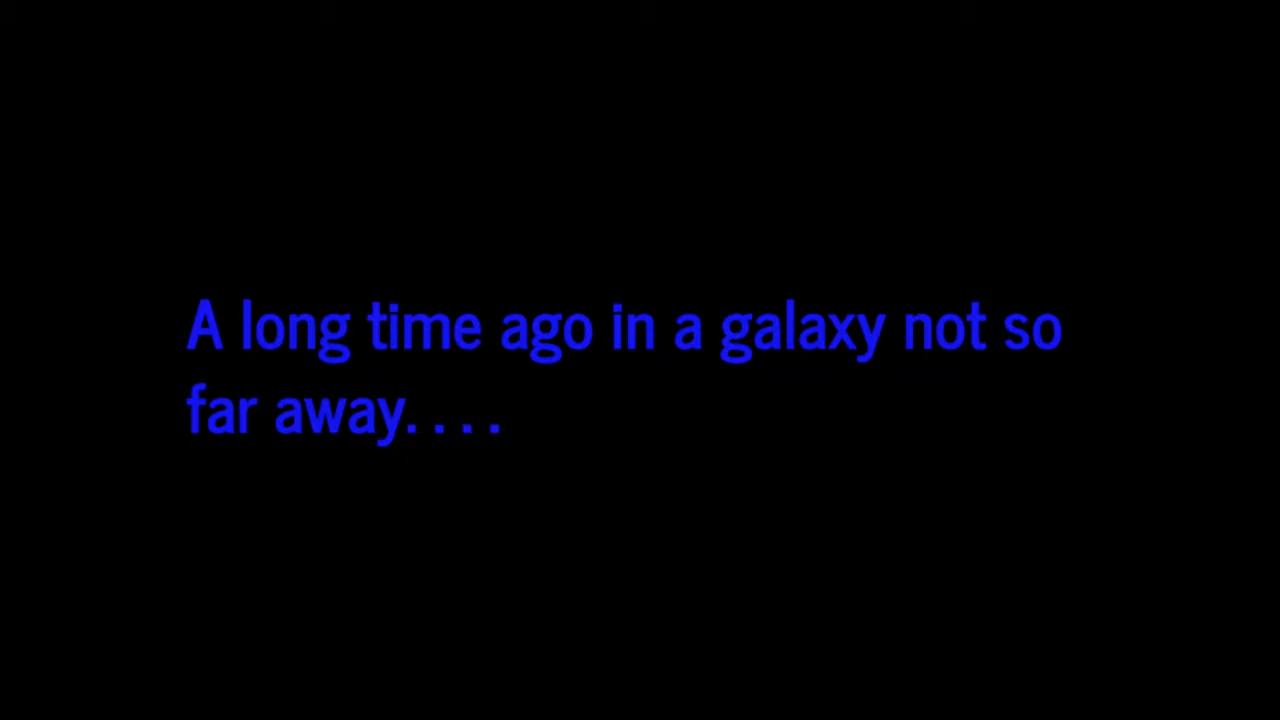 A long time ago in a galaxy not so
far away. . . .